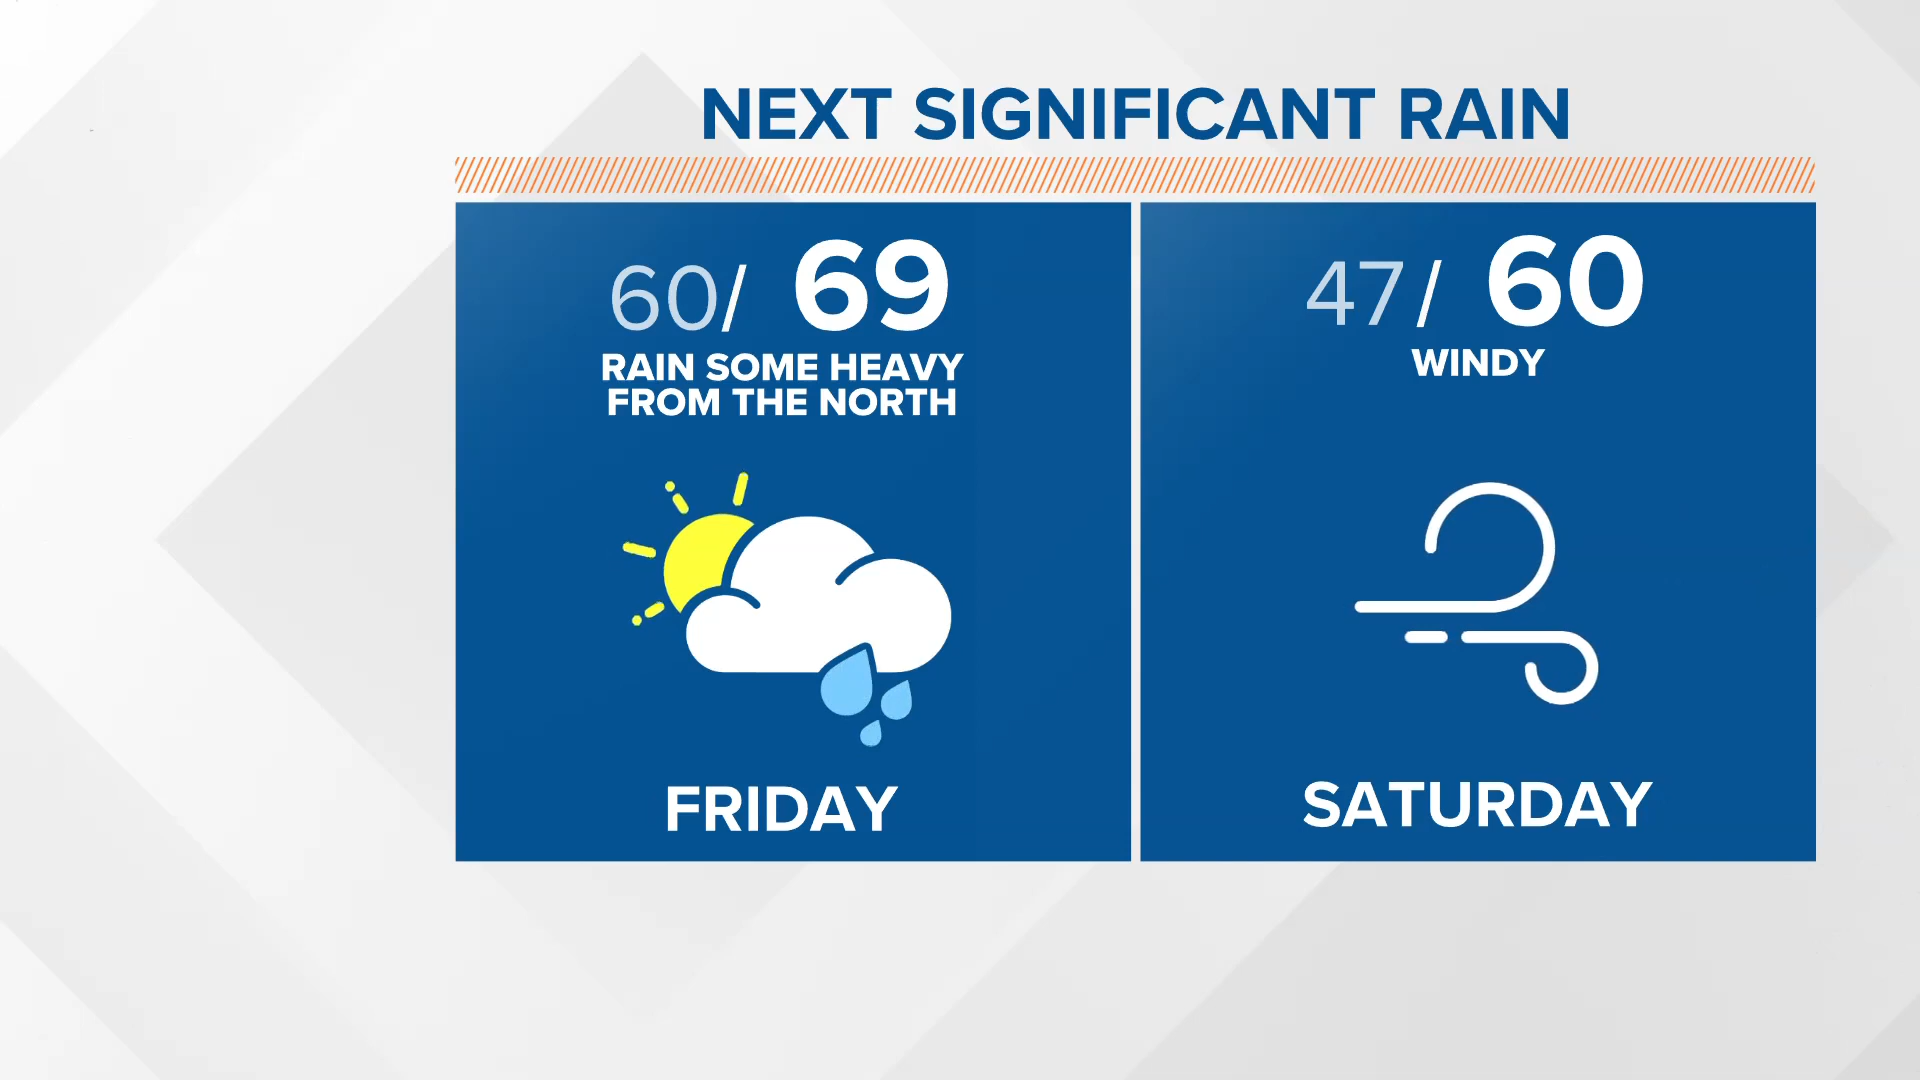 NEXT SIGNIFICANT RAIN
60/ 69
RAIN SOME HEAVY
FROM THE NORTH
FRIDAY
47/ 60
WINDY
SATURDAY